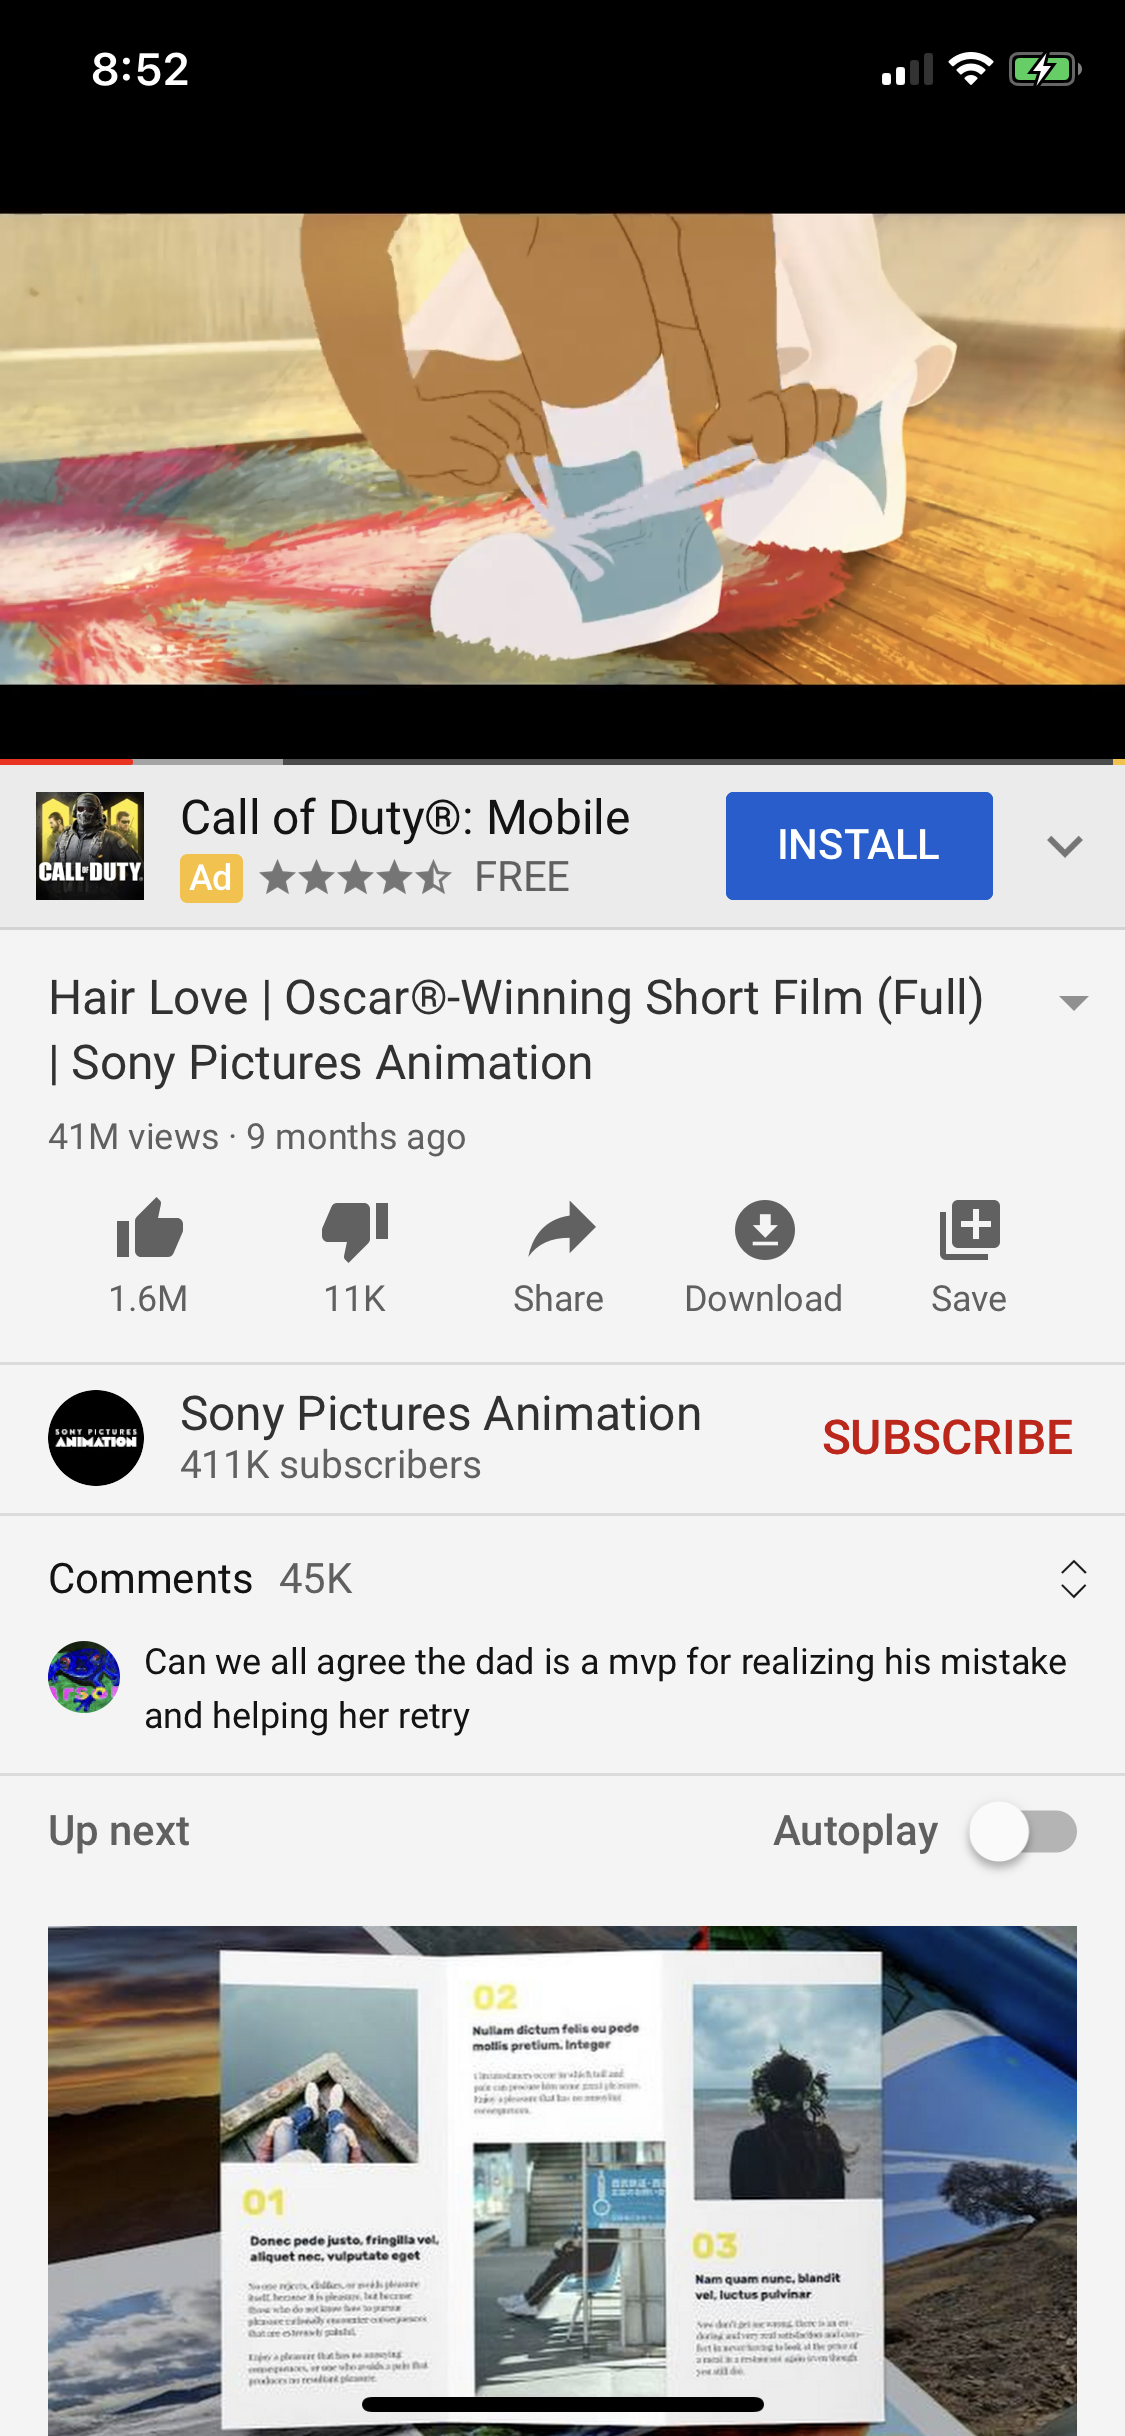 8:52
CALL OF DUTY
Call of Duty®: Mobile
Ad
FREE
INSTALL
Hair Love | Oscar®-Winning Short Film (Full)
| Sony Pictures Animation
41M views · 9 months ago
1.6M
11K
Share
Download
Save
SONY PICTURES
ANIMATION
Sony Pictures Animation
411K subscribers
SUBSCRIBE
Comments 45K
Can we all agree the dad is a mvp for realizing his mistake
and helping her retry
Up next
Autoplay
01
Donec pede justo, fringilla vel,
aliquet nec, vulputate eget
02
Nullam dictum felis eu pede
mollis pretium. Integer
03
Nam quam nunc, blandit
vel, luctus pulvinar